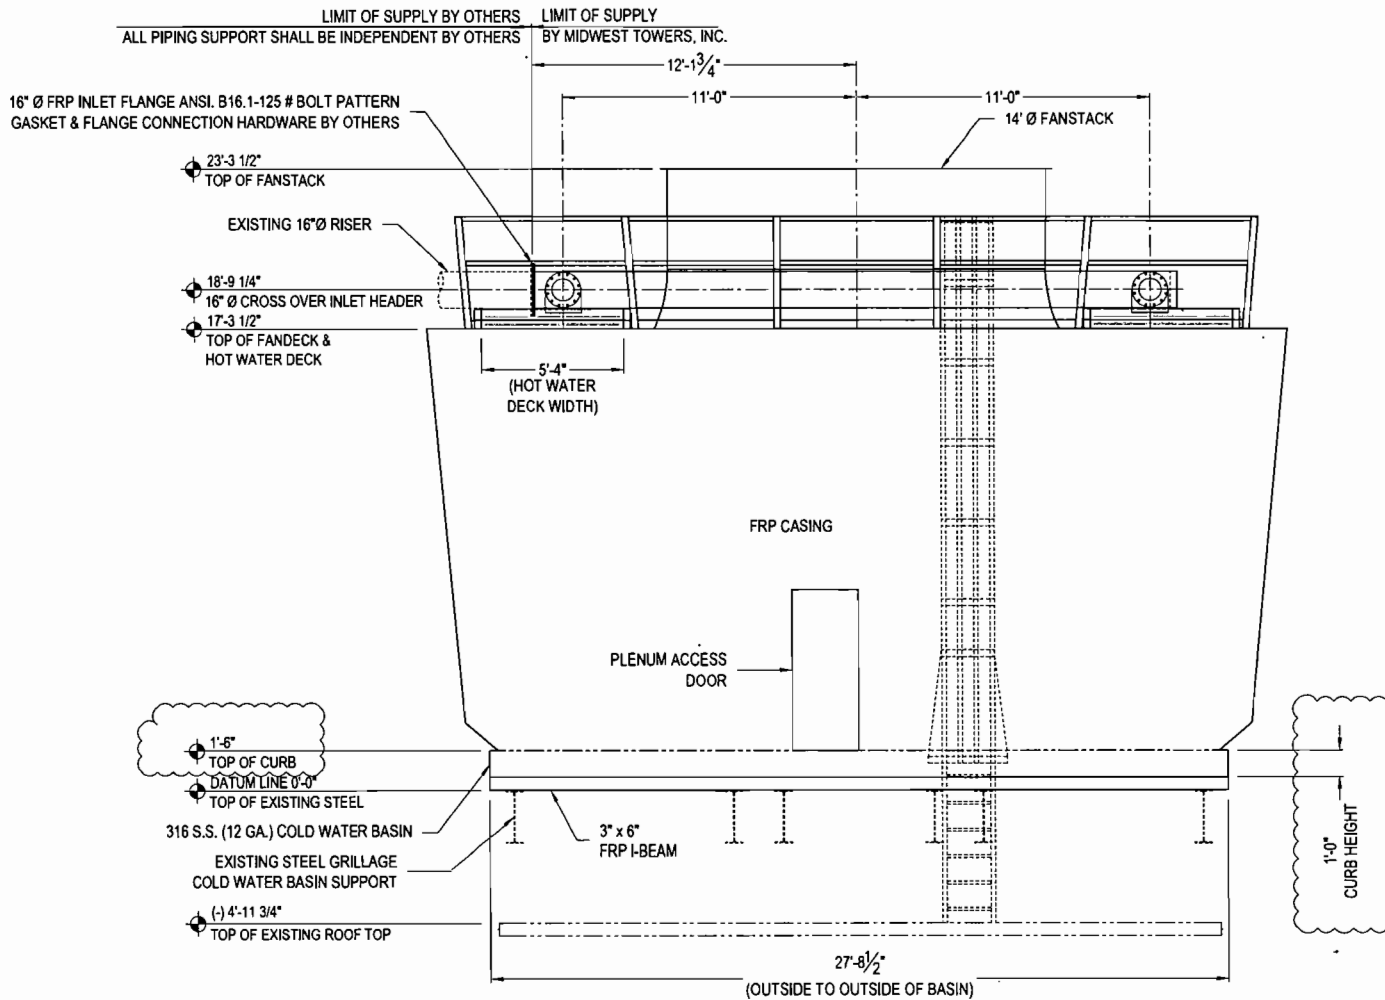 LIMIT OF SUPPLY BY OTHERS
ALL PIPING SUPPORT SHALL BE INDEPENDENT BY OTHERS
LIMIT OF SUPPLY
BY MIDWEST TOWERS, INC.
12'-1 3/4"
16" Ø FRP INLET FLANGE ANSI. B16.1-125 # BOLT PATTERN
GASKET & FLANGE CONNECTION HARDWARE BY OTHERS
11'-0"
11'-0"
14' Ø FANSTACK
23'-3 1/2"
TOP OF FANSTACK
EXISTING 16"Ø RISER
18'-9 1/4"
16" Ø CROSS OVER INLET HEADER
17'-3 1/2"
TOP OF FANDECK &
HOT WATER DECK
5'-4"
(HOT WATER
DECK WIDTH)
FRP CASING
PLENUM ACCESS
DOOR
1'-6"
TOP OF CURB
DATUM LINE 0'-0"
TOP OF EXISTING STEEL
316 S.S. (12 GA.) COLD WATER BASIN
3" x 6"
FRP I-BEAM
EXISTING STEEL GRILLAGE
COLD WATER BASIN SUPPORT
1'-0"
CURB HEIGHT
(-) 4'-11 3/4"
TOP OF EXISTING ROOF TOP
27'-8 1/2"
(OUTSIDE TO OUTSIDE OF BASIN)